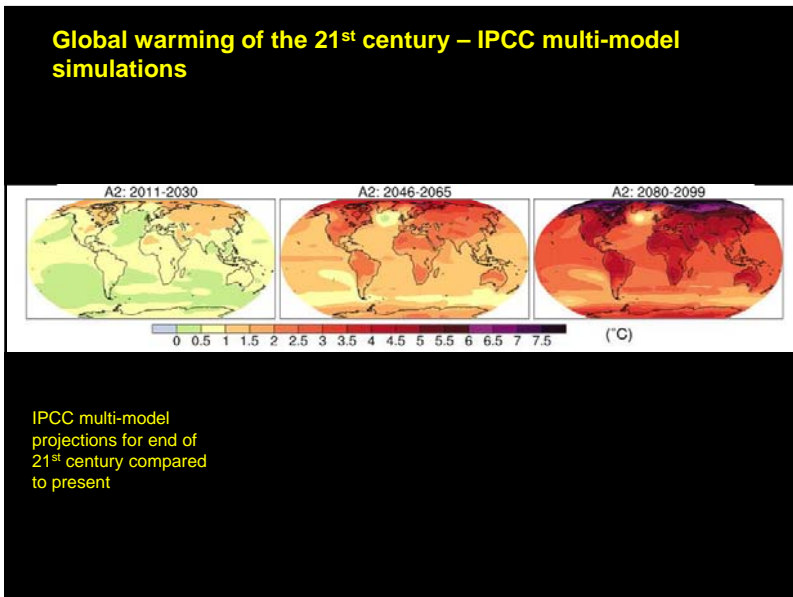 Global warming of the 21st century – IPCC multi-model
simulations
A2: 2011-2030 A2: 2046-2065 A2: 2080-2099
0 0.5 1 1.5 2 2.5 3 3.5 4 4.5 5 5.5 6 6.5 7 7.5 (°C)
IPCC multi-model
projections for end of
21st century compared
to present